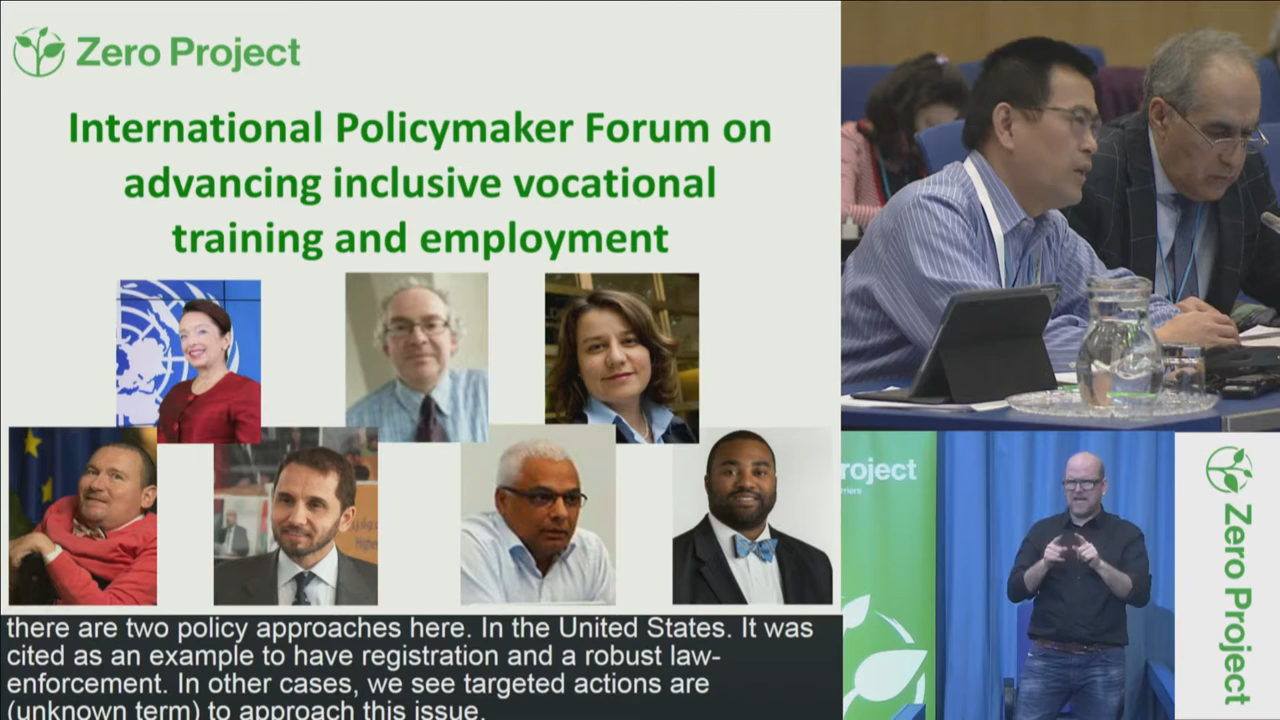 Zero Project
International Policymaker Forum on
advancing inclusive vocational
training and employment
there are two policy approaches here. In the United States. It was
cited as an example to have registration and a robust law-
enforcement. In other cases, we see targeted actions are
(unknown term) to approach this issue.
roject
rriers
Zero Project